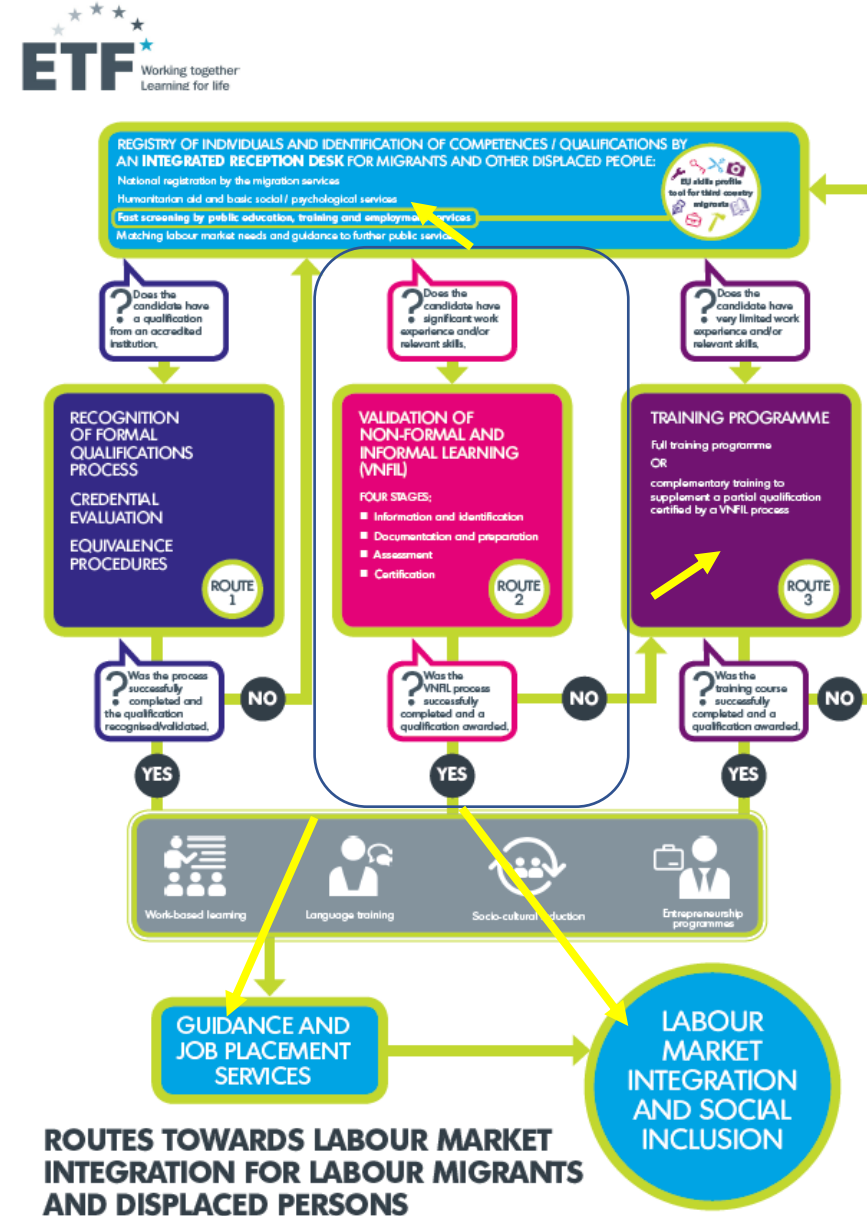 ETF
Working together
Learning for life
REGISTRY OF INDIVIDUALS AND IDENTIFICATION OF COMPETENCES / QUALIFICATIONS BY
AN INTEGRATED RECEPTION DESK FOR MIGRANTS AND OTHER DISPLACED PEOPLE:
National registration by the migration services
Humanitarian aid and basic social / psychological services
Fast screening by public education, training and employment services
Matching labour market needs and guidance to further public services
EU skills profile
tool for third country
migrants
? Does the
candidate have
a qualification
from an accredited
institution.
? Does the
candidate have
significant work
experience and/or
relevant skills.
? Does the
candidate have
very limited work
experience and/or
relevant skills.
RECOGNITION
OF FORMAL
QUALIFICATIONS
PROCESS
CREDENTIAL
EVALUATION
EQUIVALENCE
PROCEDURES
ROUTE
1
VALIDATION OF
NON-FORMAL AND
INFORMAL LEARNING
(VNFIL)
FOUR STAGES:
Information and identification
Documentation and preparation
Assessment
Certification
ROUTE
2
TRAINING PROGRAMME
Full training programme
OR
complementary training to
supplement a partial qualification
certified by a VNFIL process
ROUTE
3
? Was the process
successfully
completed and
the qualification
recognised/validated.
NO
? Was the
VNFIL process
successfully
completed and a
qualification awarded.
NO
? Was the
training course
successfully
completed and a
qualification awarded.
NO
YES
YES
YES
Work-based learning
Language training
Socio-cultural induction
Entrepreneurship
programmes
GUIDANCE AND
JOB PLACEMENT
SERVICES
LABOUR
MARKET
INTEGRATION
AND SOCIAL
INCLUSION
ROUTES TOWARDS LABOUR MARKET
INTEGRATION FOR LABOUR MIGRANTS
AND DISPLACED PERSONS